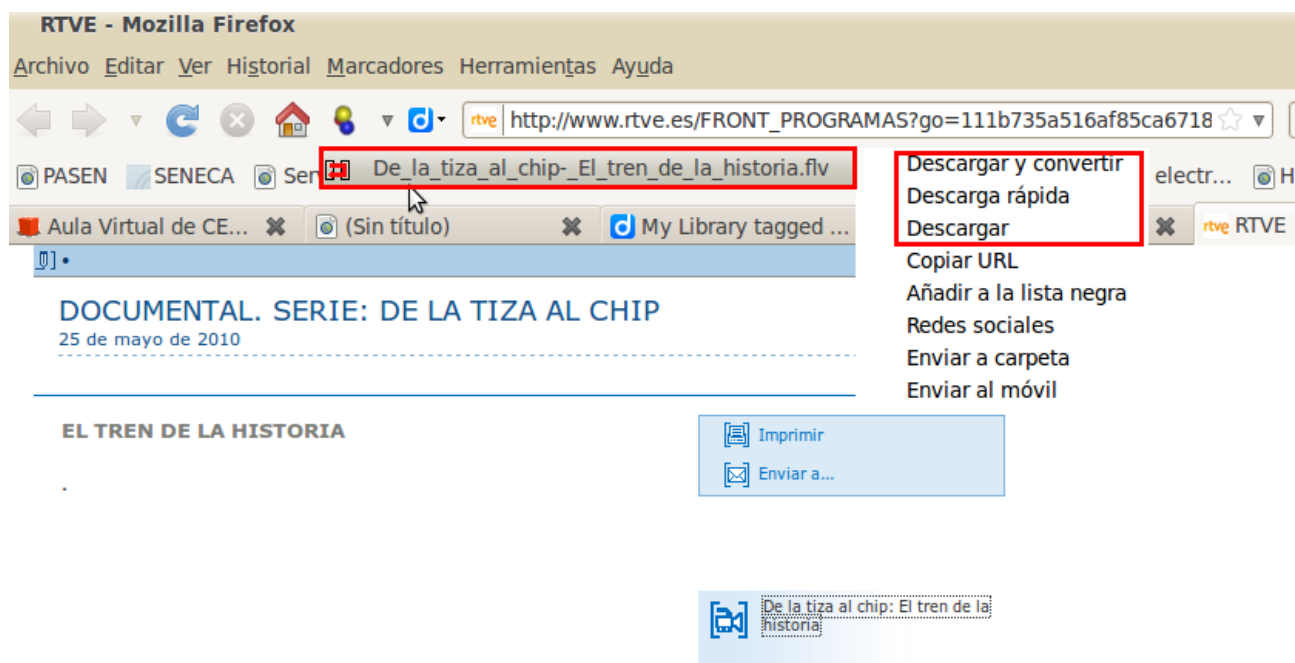 RTVE - Mozilla Firefox
Archivo Editar Ver Historial Marcadores Herramientas Ayuda
rtve http://www.rtve.es/FRONT_PROGRAMAS?go=111b735a516af85ca6718
PASEN SENECA Ser De_la_tiza_al_chip-_El_tren_de_la_historia.flv Descargar y convertir electr... H
Descarga rápida
Aula Virtual de CE... (Sin título) My Library tagged ... Descargar rtve RTVE
Copiar URL
Añadir a la lista negra
Redes sociales
Enviar a carpeta
Enviar al móvil
DOCUMENTAL. SERIE: DE LA TIZA AL CHIP
25 de mayo de 2010
EL TREN DE LA HISTORIA
.
Imprimir
Enviar a...
De la tiza al chip: El tren de la
historia